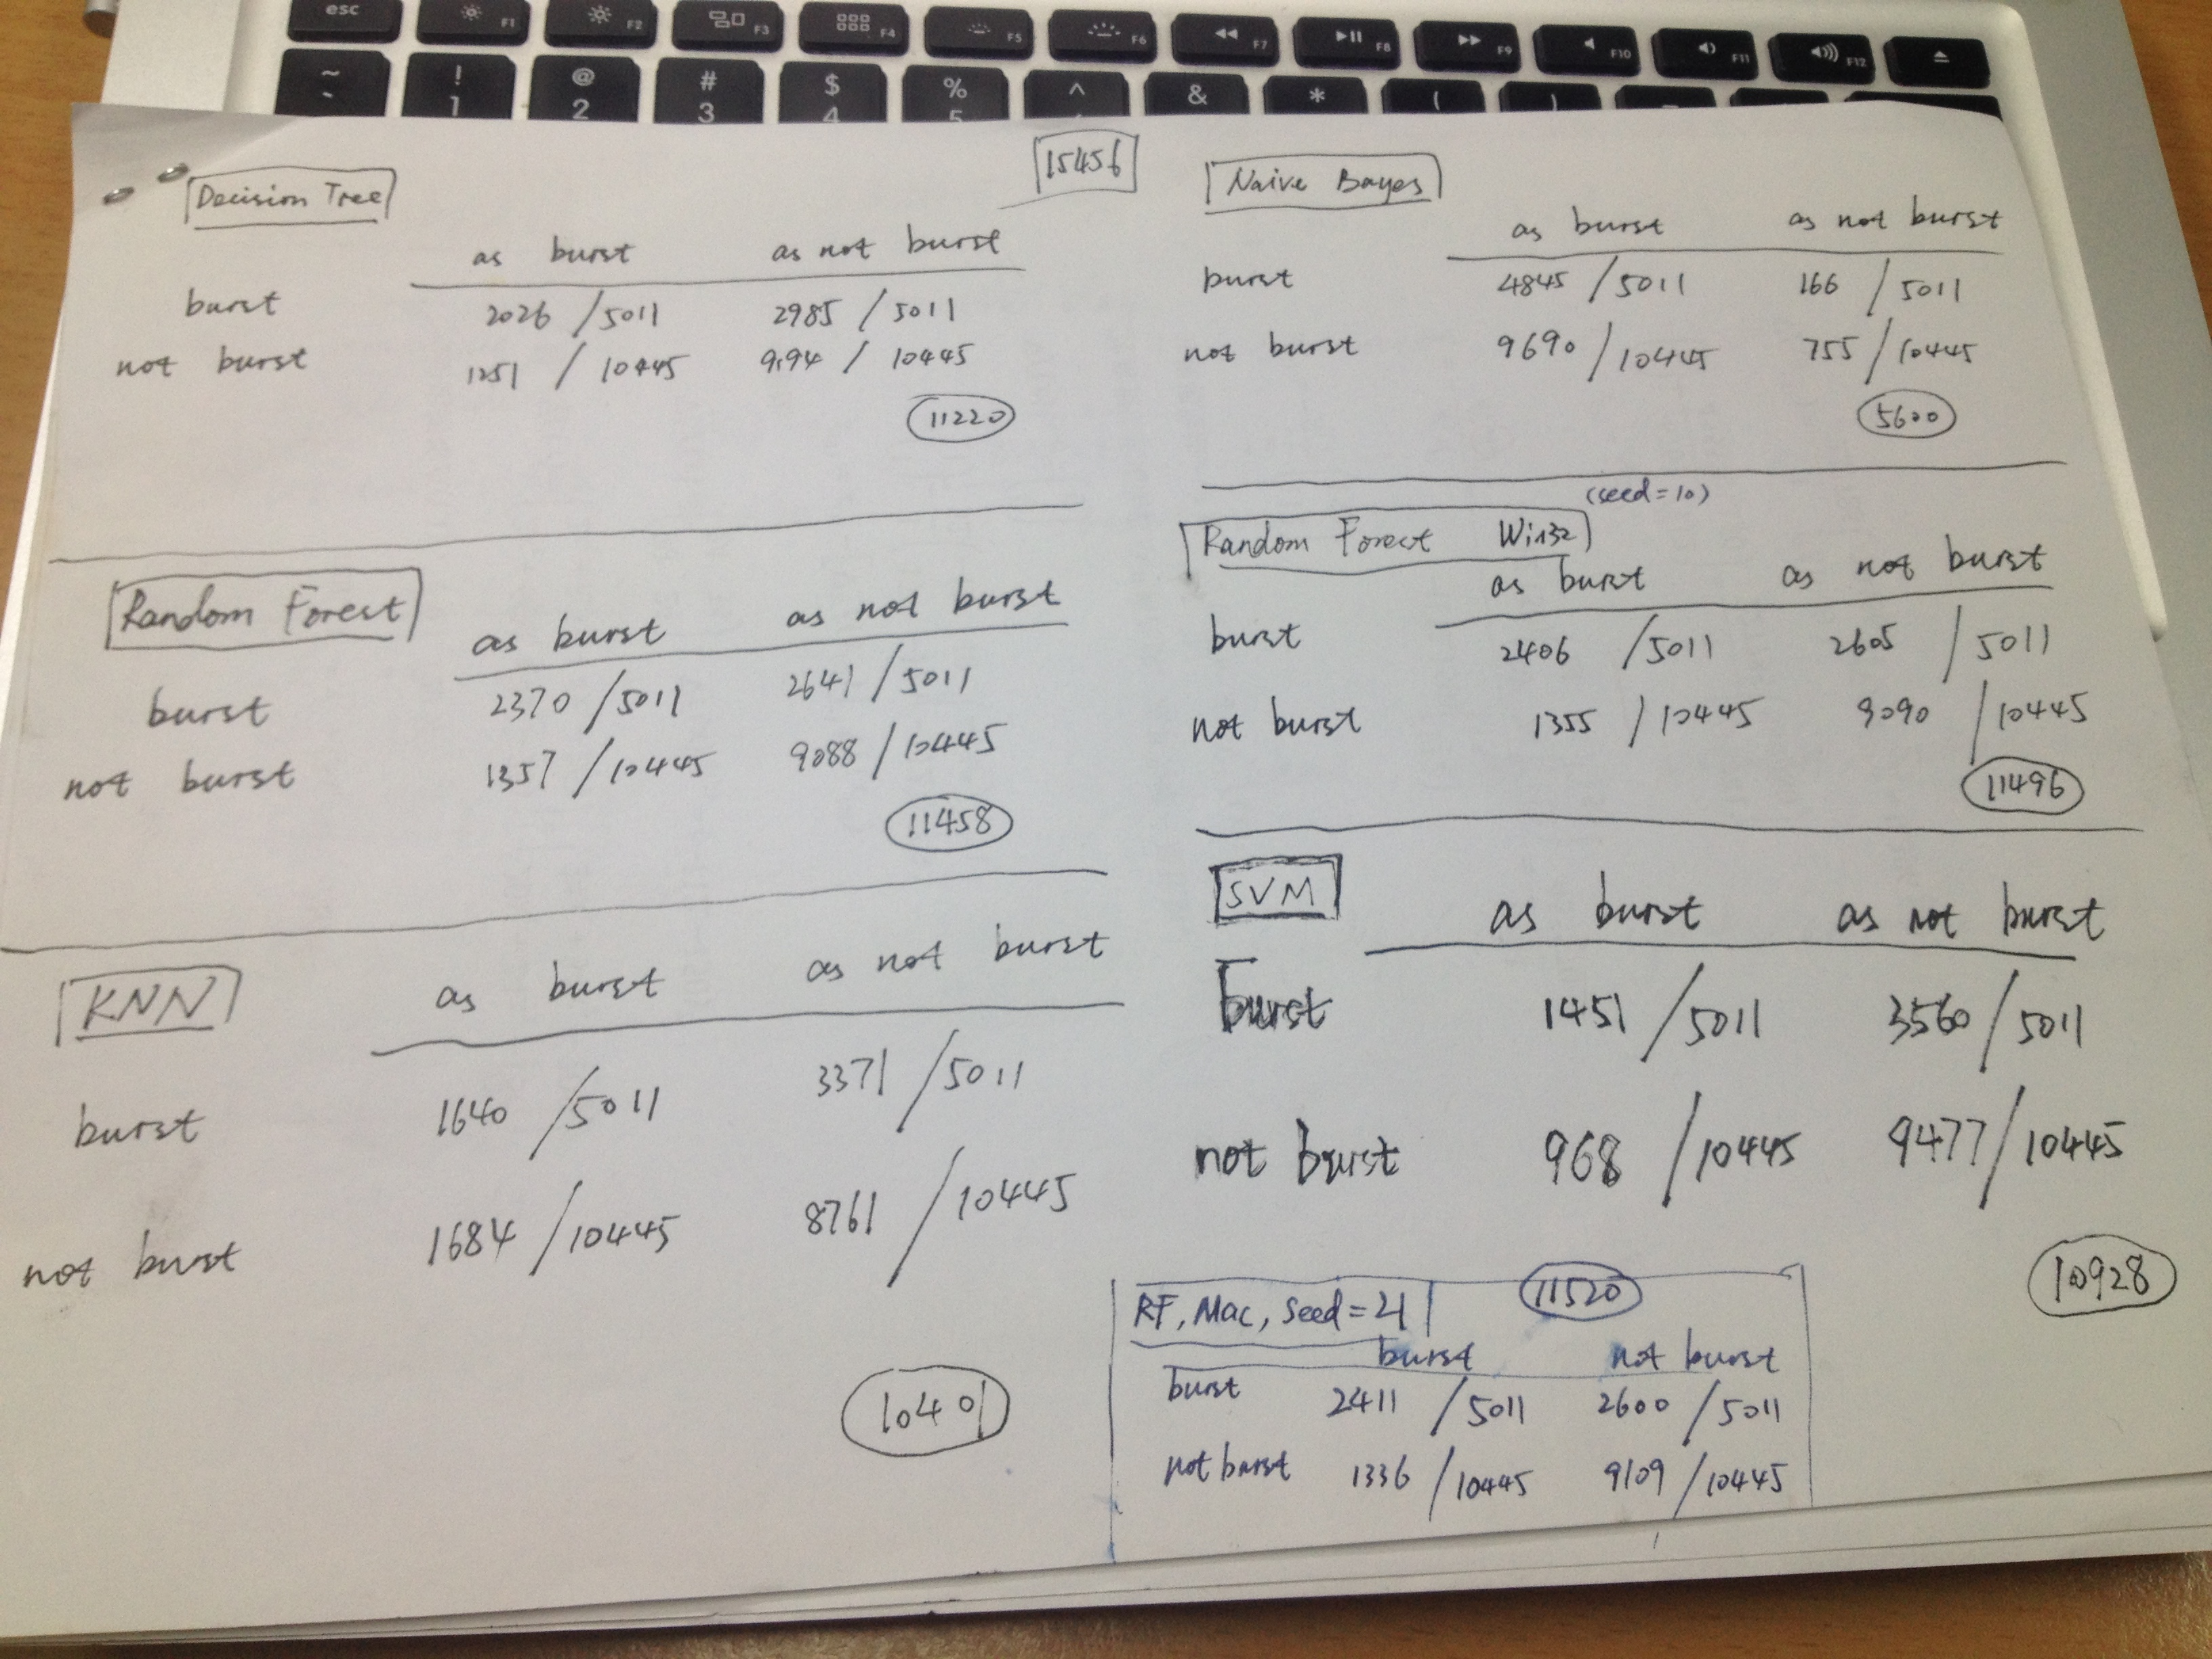 esc F1 F2 F3 F4 F5 F6 F7 F8 F9 F10 F11 F12
~ ! @ # $ % ^ & * ( )
` 1 2 3 4 5
15456
Decision Tree
as burst as not burst
burst 2026 / 5011 2985 / 5011
not burst 1251 / 10445 9194 / 10445
11220
Naive Bayes
as burst as not burst
burst 4845 / 5011 166 / 5011
not burst 9690 / 10445 755 / 10445
5600
Random Forest
as burst as not burst
burst 2370 / 5011 2641 / 5011
not burst 1357 / 10445 9088 / 10445
11458
(seed=10)
Random Forest Win32
as burst as not burst
burst 2406 / 5011 2605 / 5011
not burst 1355 / 10445 9090 / 10445
11496
KNN
as burst as not burst
burst 1640 / 5011 3371 / 5011
not burst 1684 / 10445 8761 / 10445
10401
SVM
as burst as not burst
burst 1451 / 5011 3560 / 5011
not burst 968 / 10445 9477 / 10445
10928
RF, Mac, Seed=21
11520
burst not burst
burst 2411 / 5011 2600 / 5011
not burst 1336 / 10445 9109 / 10445